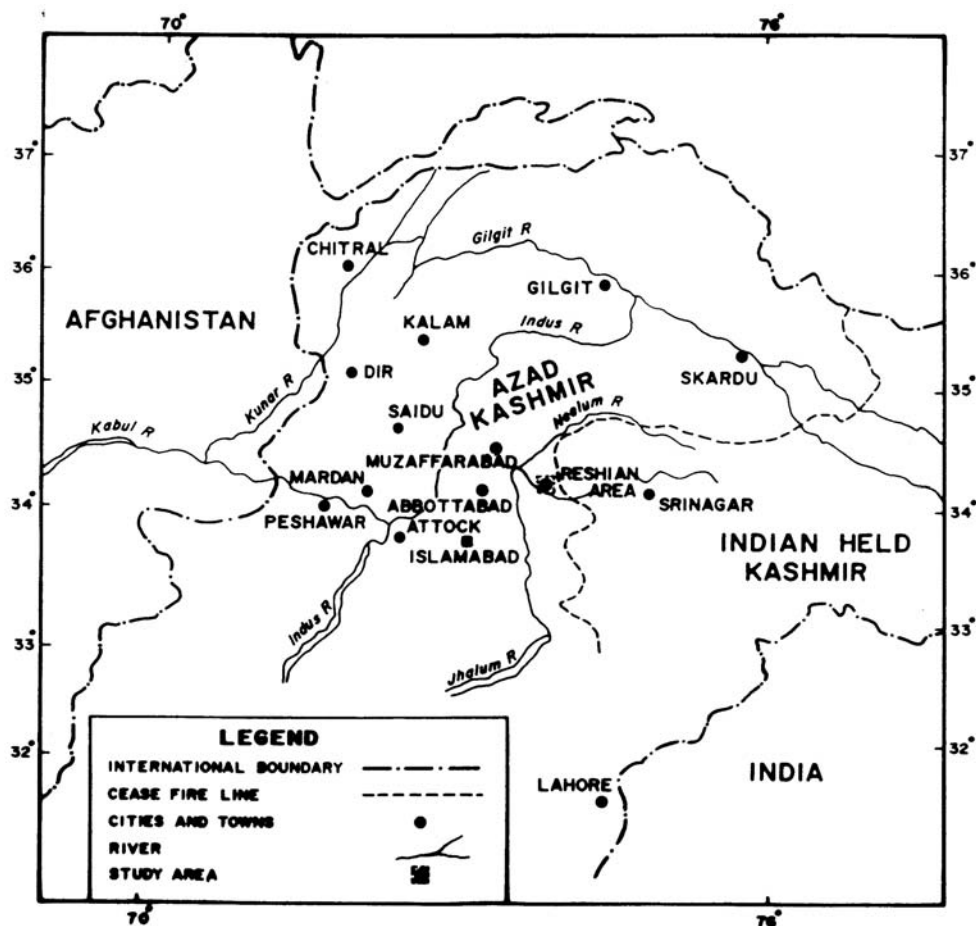 70°
76°
37°
37°
CHITRAL
Gilgit R
36°
36°
GILGIT
AFGHANISTAN
KALAM
Indus R
DIR
AZAD
KASHMIR
SKARDU
35°
35°
Kunar R
SAIDU
Neelum R
Kabul R
MUZAFFARABAD
MARDAN
RESHIAN
AREA
ABBOTTABAD
SRINAGAR
34°
34°
PESHAWAR
ATTOCK
ISLAMABAD
INDIAN HELD
KASHMIR
Indus R
33°
33°
Jhalum R
LEGEND
INTERNATIONAL BOUNDARY
CEASE FIRE LINE
CITIES AND TOWNS
RIVER
STUDY AREA
32°
32°
LAHORE
INDIA
70°
76°